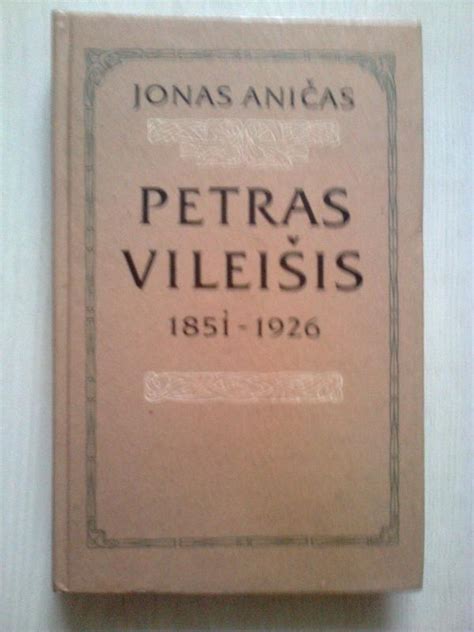 JONAS ANIČAS
PETRAS
VILEIŠIS
1851-1926